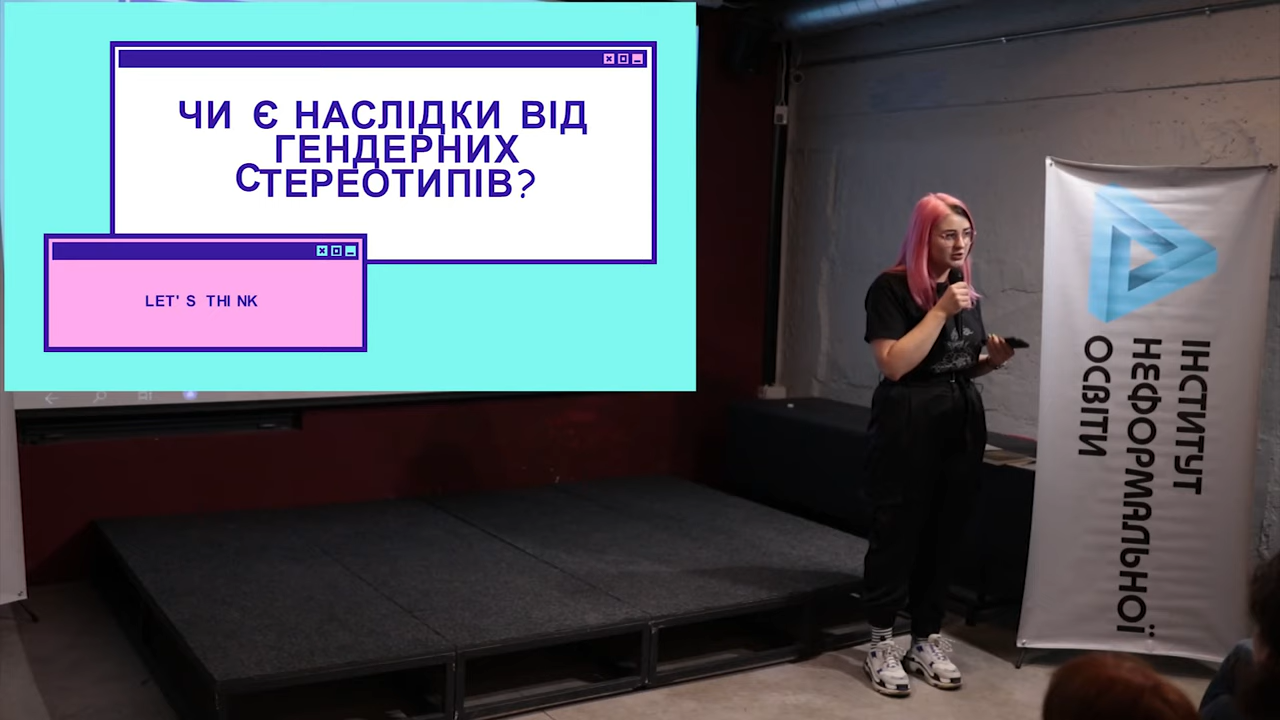 ЧИ Є НАСЛІДКИ ВІД
ГЕНДЕРНИХ
СТЕРЕОТИПІВ?
LET'S THINK
ІНСТИТУТ
НЕФОРМАЛЬНОЇ
ОСВІТИ